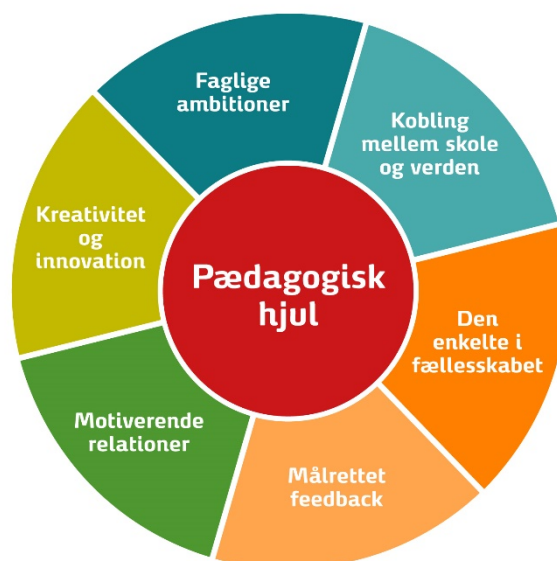 Faglige
ambitioner
Kobling
mellem skole
og verden
Den
enkelte i
fællesskabet
Målrettet
feedback
Motiverende
relationer
Kreativitet
og
innovation
Pædagogisk
hjul